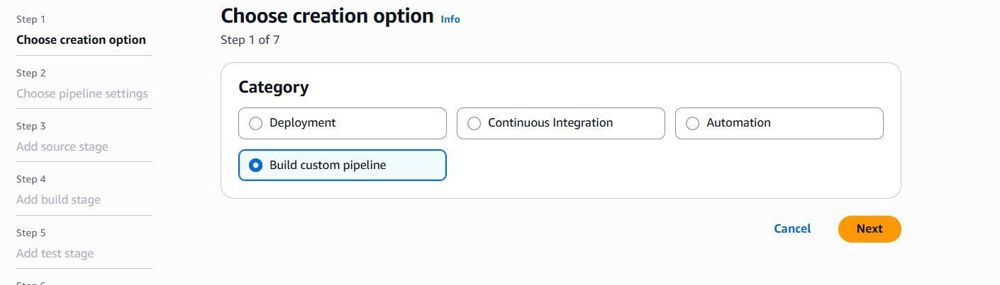 Step 1
Choose creation option
Step 2
Choose pipeline settings
Step 3
Add source stage
Step 4
Add build stage
Step 5
Add test stage
Step 6
Choose creation option Info
Step 1 of 7
Category
Deployment
Continuous Integration
Automation
Build custom pipeline
Cancel
Next